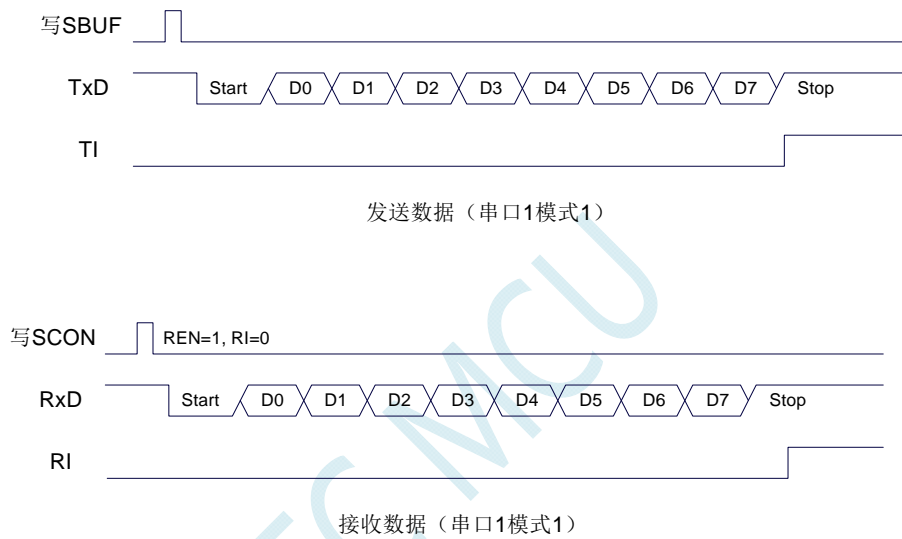 写SBUF
TxD Start D0 D1 D2 D3 D4 D5 D6 D7 Stop
TI
发送数据（串口1模式1）
写SCON REN=1, RI=0
RxD Start D0 D1 D2 D3 D4 D5 D6 D7 Stop
RI
接收数据（串口1模式1）
MCU